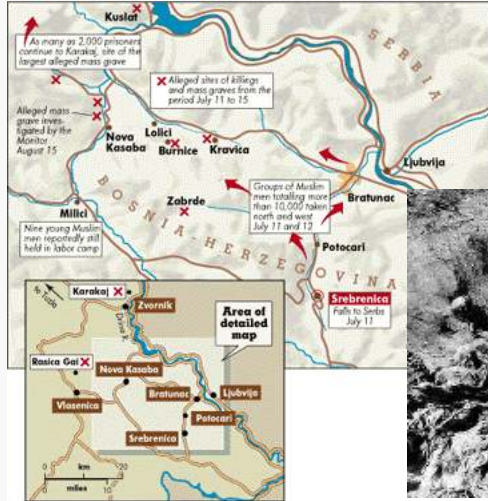 Kuslat
As many as 2,000 prisoners
continue to Karakaj, site of the
largest alleged mass grave
SERBIA
Alleged sites of killings
and mass graves from the
period July 11 to 15
Alleged mass
grave inves-
tigated by the
Monitor
August 15
Nova
Kasaba
Lolici
Burnice
Kravica
Ljubvija
Bratunac
Zabrde
Groups of Muslim
men totalling more
than 10,000 taken
north and west
July 11 and 12
Milici
BOSNIA-HERZEGOVINA
Potocari
Nine young Muslim
men reportedly still
held in labor camp
Srebrenica
Falls to Serbs
July 11
to Tuzla
Karakaj
Zvornik
Drina R.
Area of
detailed
map
Rasica Gai
Nova Kasaba
Vlasenica
Bratunac
Ljubvija
Potocari
Srebrenica
0 km 20
0 miles 10